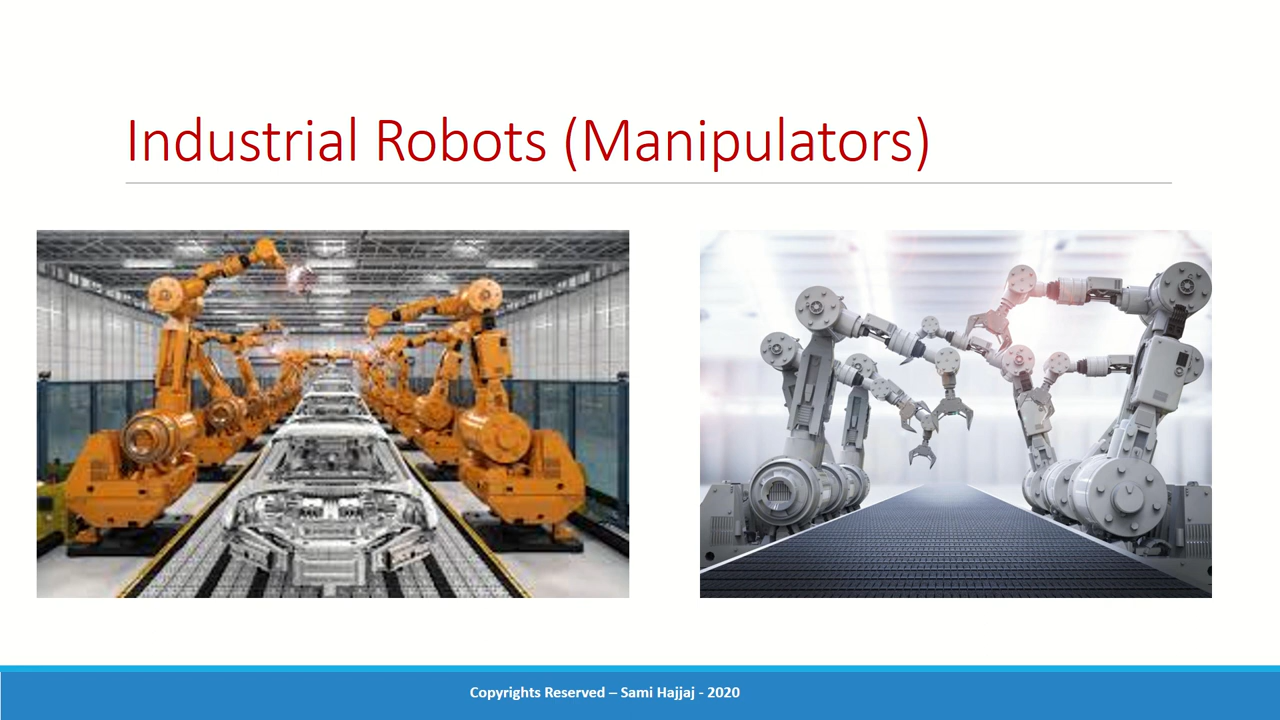 Industrial Robots (Manipulators)
Copyrights Reserved – Sami Hajjaj - 2020